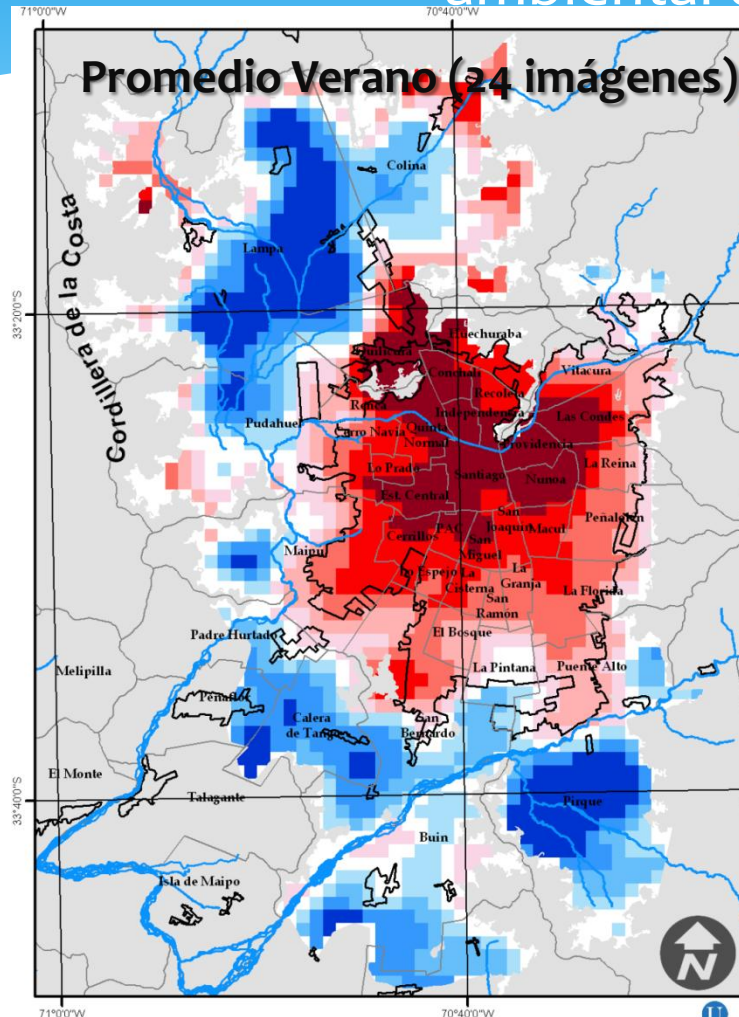 71°0'0"W
70°40'0"W
Promedio Verano (24 imágenes)
Colina
Cordillera de la Costa
Lampa
33°20'0"S
Huechuraba
Quilicura
Conchalí
Vitacura
Recoleta
Renca
Independencia
Las Condes
Pudahuel
Cerro Navia
Quinta
Normal
Providencia
Lo Prado
Santiago
La Reina
Ñuñoa
Est. Central
San
Joaquín
Macul
Peñalolén
PAC
Cerrillos
San
Miguel
Maipú
Lo Espejo
La
Cisterna
La
Granja
La Florida
San
Ramón
El Bosque
Padre Hurtado
La Pintana
Puente Alto
Melipilla
Peñaflor
Calera
de Tango
San
Bernardo
El Monte
33°40'0"S
Talagante
Pirque
Buin
Isla de Maipo
N
71°0'0"W
70°40'0"W
U